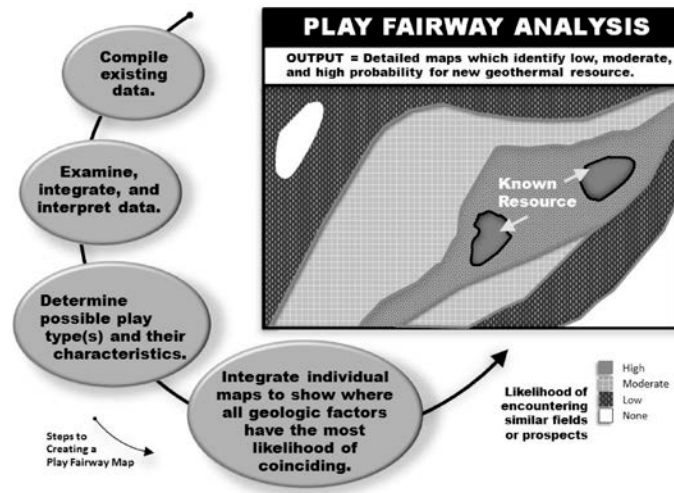 Compile
existing
data.
Examine,
integrate, and
interpret data.
Determine
possible play
type(s) and their
characteristics.
Integrate individual
maps to show where
all geologic factors
have the most
likelihood of
coinciding.
Steps to
Creating a
Play Fairway Map
PLAY FAIRWAY ANALYSIS
OUTPUT = Detailed maps which identify low, moderate,
and high probability for new geothermal resource.
Known
Resource
Likelihood of
encountering
similar fields
or prospects
High
Moderate
Low
None